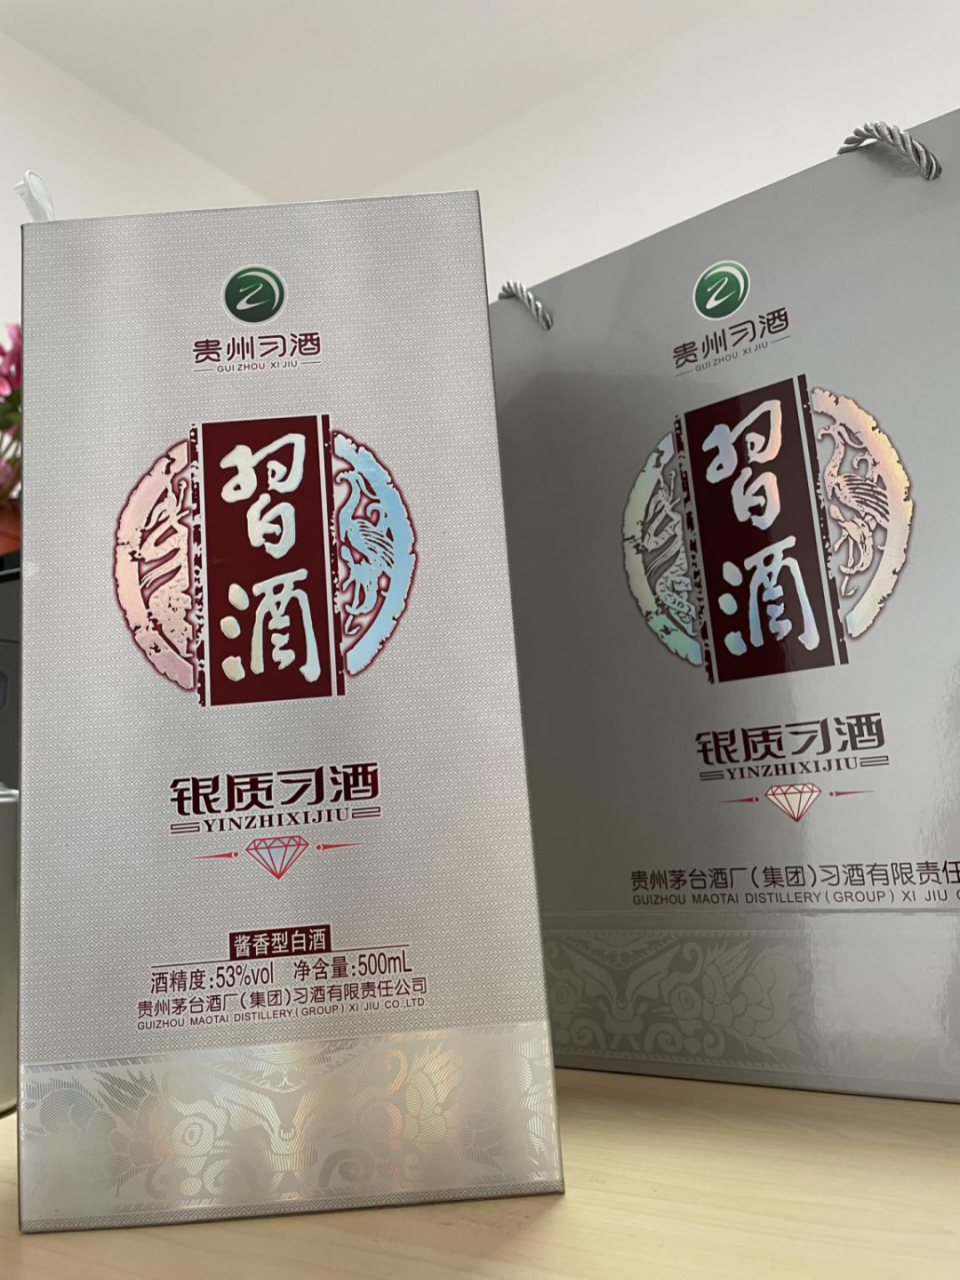 贵州习酒
GUI ZHOU XI JIU
習酒
银质习酒
YINZHIXIJIU
酱香型白酒
酒精度:53%vol 净含量:500mL
贵州茅台酒厂(集团)习酒有限责任公司
GUIZHOU MAOTAI DISTILLERY(GROUP) XI JIU CO.,LTD
贵州习酒
GUI ZHOU XI JIU
習酒
银质习酒
YINZHIXIJIU
贵州茅台酒厂(集团)习酒有限责任
GUIZHOU MAOTAI DISTILLERY(GROUP) XI JIU